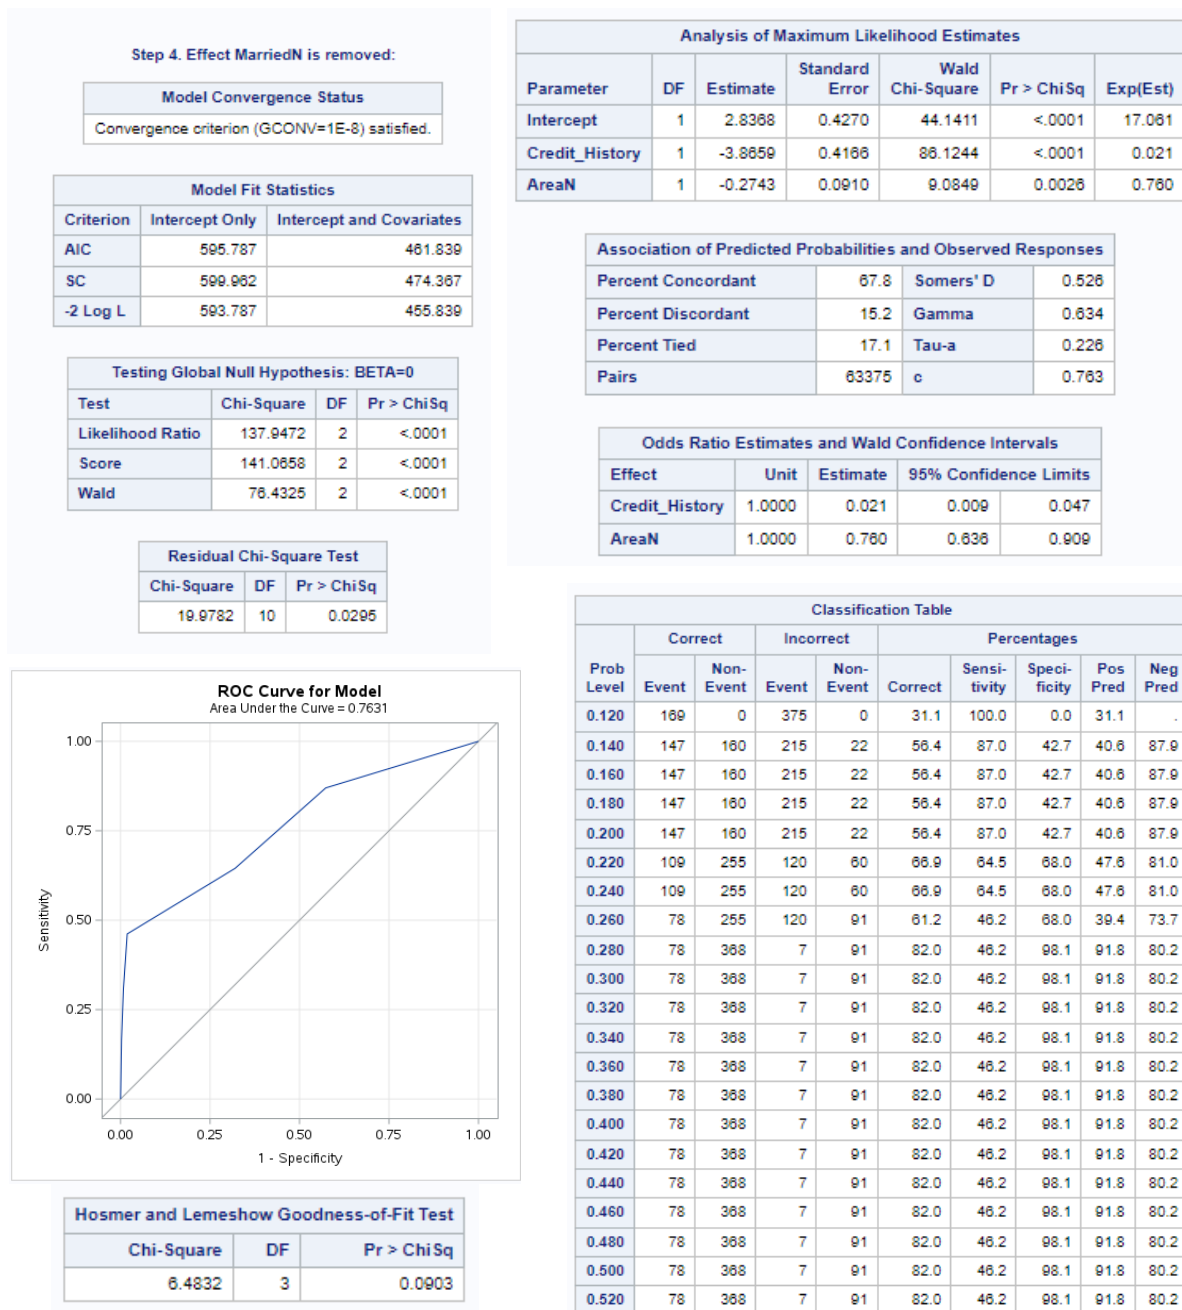 Step 4. Effect MarriedN is removed:
Model Convergence Status
Convergence criterion (GCONV=1E-8) satisfied.
Model Fit Statistics
Criterion Intercept Only Intercept and Covariates
AIC 595.787 461.839
SC 599.962 474.367
-2 Log L 593.787 455.839
Testing Global Null Hypothesis: BETA=0
Test Chi-Square DF Pr > ChiSq
Likelihood Ratio 137.9472 2 <.0001
Score 141.0658 2 <.0001
Wald 76.4325 2 <.0001
Residual Chi-Square Test
Chi-Square DF Pr > ChiSq
19.9782 10 0.0295
Analysis of Maximum Likelihood Estimates
Parameter DF Estimate Standard Error Wald Chi-Square Pr > ChiSq Exp(Est)
Intercept 1 2.8368 0.4270 44.1411 <.0001 17.061
Credit_History 1 -3.8659 0.4166 86.1244 <.0001 0.021
AreaN 1 -0.2743 0.0910 9.0849 0.0026 0.760
Association of Predicted Probabilities and Observed Responses
Percent Concordant 67.8 Somers' D 0.526
Percent Discordant 15.2 Gamma 0.634
Percent Tied 17.1 Tau-a 0.226
Pairs 63375 c 0.763
Odds Ratio Estimates and Wald Confidence Intervals
Effect Unit Estimate 95% Confidence Limits
Credit_History 1.0000 0.021 0.009 0.047
AreaN 1.0000 0.760 0.636 0.909
ROC Curve for Model
Area Under the Curve = 0.7631
Sensitivity
1.00
0.75
0.50
0.25
0.00
0.00 0.25 0.50 0.75 1.00
1 - Specificity
Hosmer and Lemeshow Goodness-of-Fit Test
Chi-Square DF Pr > ChiSq
6.4832 3 0.0903
Classification Table
Correct Incorrect Percentages
Prob Level Event Non-Event Event Non-Event Correct Sensi-tivity Speci-ficity Pos Pred Neg Pred
0.120 169 0 375 0 31.1 100.0 0.0 31.1 .
0.140 147 160 215 22 56.4 87.0 42.7 40.6 87.9
0.160 147 160 215 22 56.4 87.0 42.7 40.6 87.9
0.180 147 160 215 22 56.4 87.0 42.7 40.6 87.9
0.200 147 160 215 22 56.4 87.0 42.7 40.6 87.9
0.220 109 255 120 60 66.9 64.5 68.0 47.6 81.0
0.240 109 255 120 60 66.9 64.5 68.0 47.6 81.0
0.260 78 255 120 91 61.2 46.2 68.0 39.4 73.7
0.280 78 368 7 91 82.0 46.2 98.1 91.8 80.2
0.300 78 368 7 91 82.0 46.2 98.1 91.8 80.2
0.320 78 368 7 91 82.0 46.2 98.1 91.8 80.2
0.340 78 368 7 91 82.0 46.2 98.1 91.8 80.2
0.360 78 368 7 91 82.0 46.2 98.1 91.8 80.2
0.380 78 368 7 91 82.0 46.2 98.1 91.8 80.2
0.400 78 368 7 91 82.0 46.2 98.1 91.8 80.2
0.420 78 368 7 91 82.0 46.2 98.1 91.8 80.2
0.440 78 368 7 91 82.0 46.2 98.1 91.8 80.2
0.460 78 368 7 91 82.0 46.2 98.1 91.8 80.2
0.480 78 368 7 91 82.0 46.2 98.1 91.8 80.2
0.500 78 368 7 91 82.0 46.2 98.1 91.8 80.2
0.520 78 368 7 91 82.0 46.2 98.1 91.8 80.2